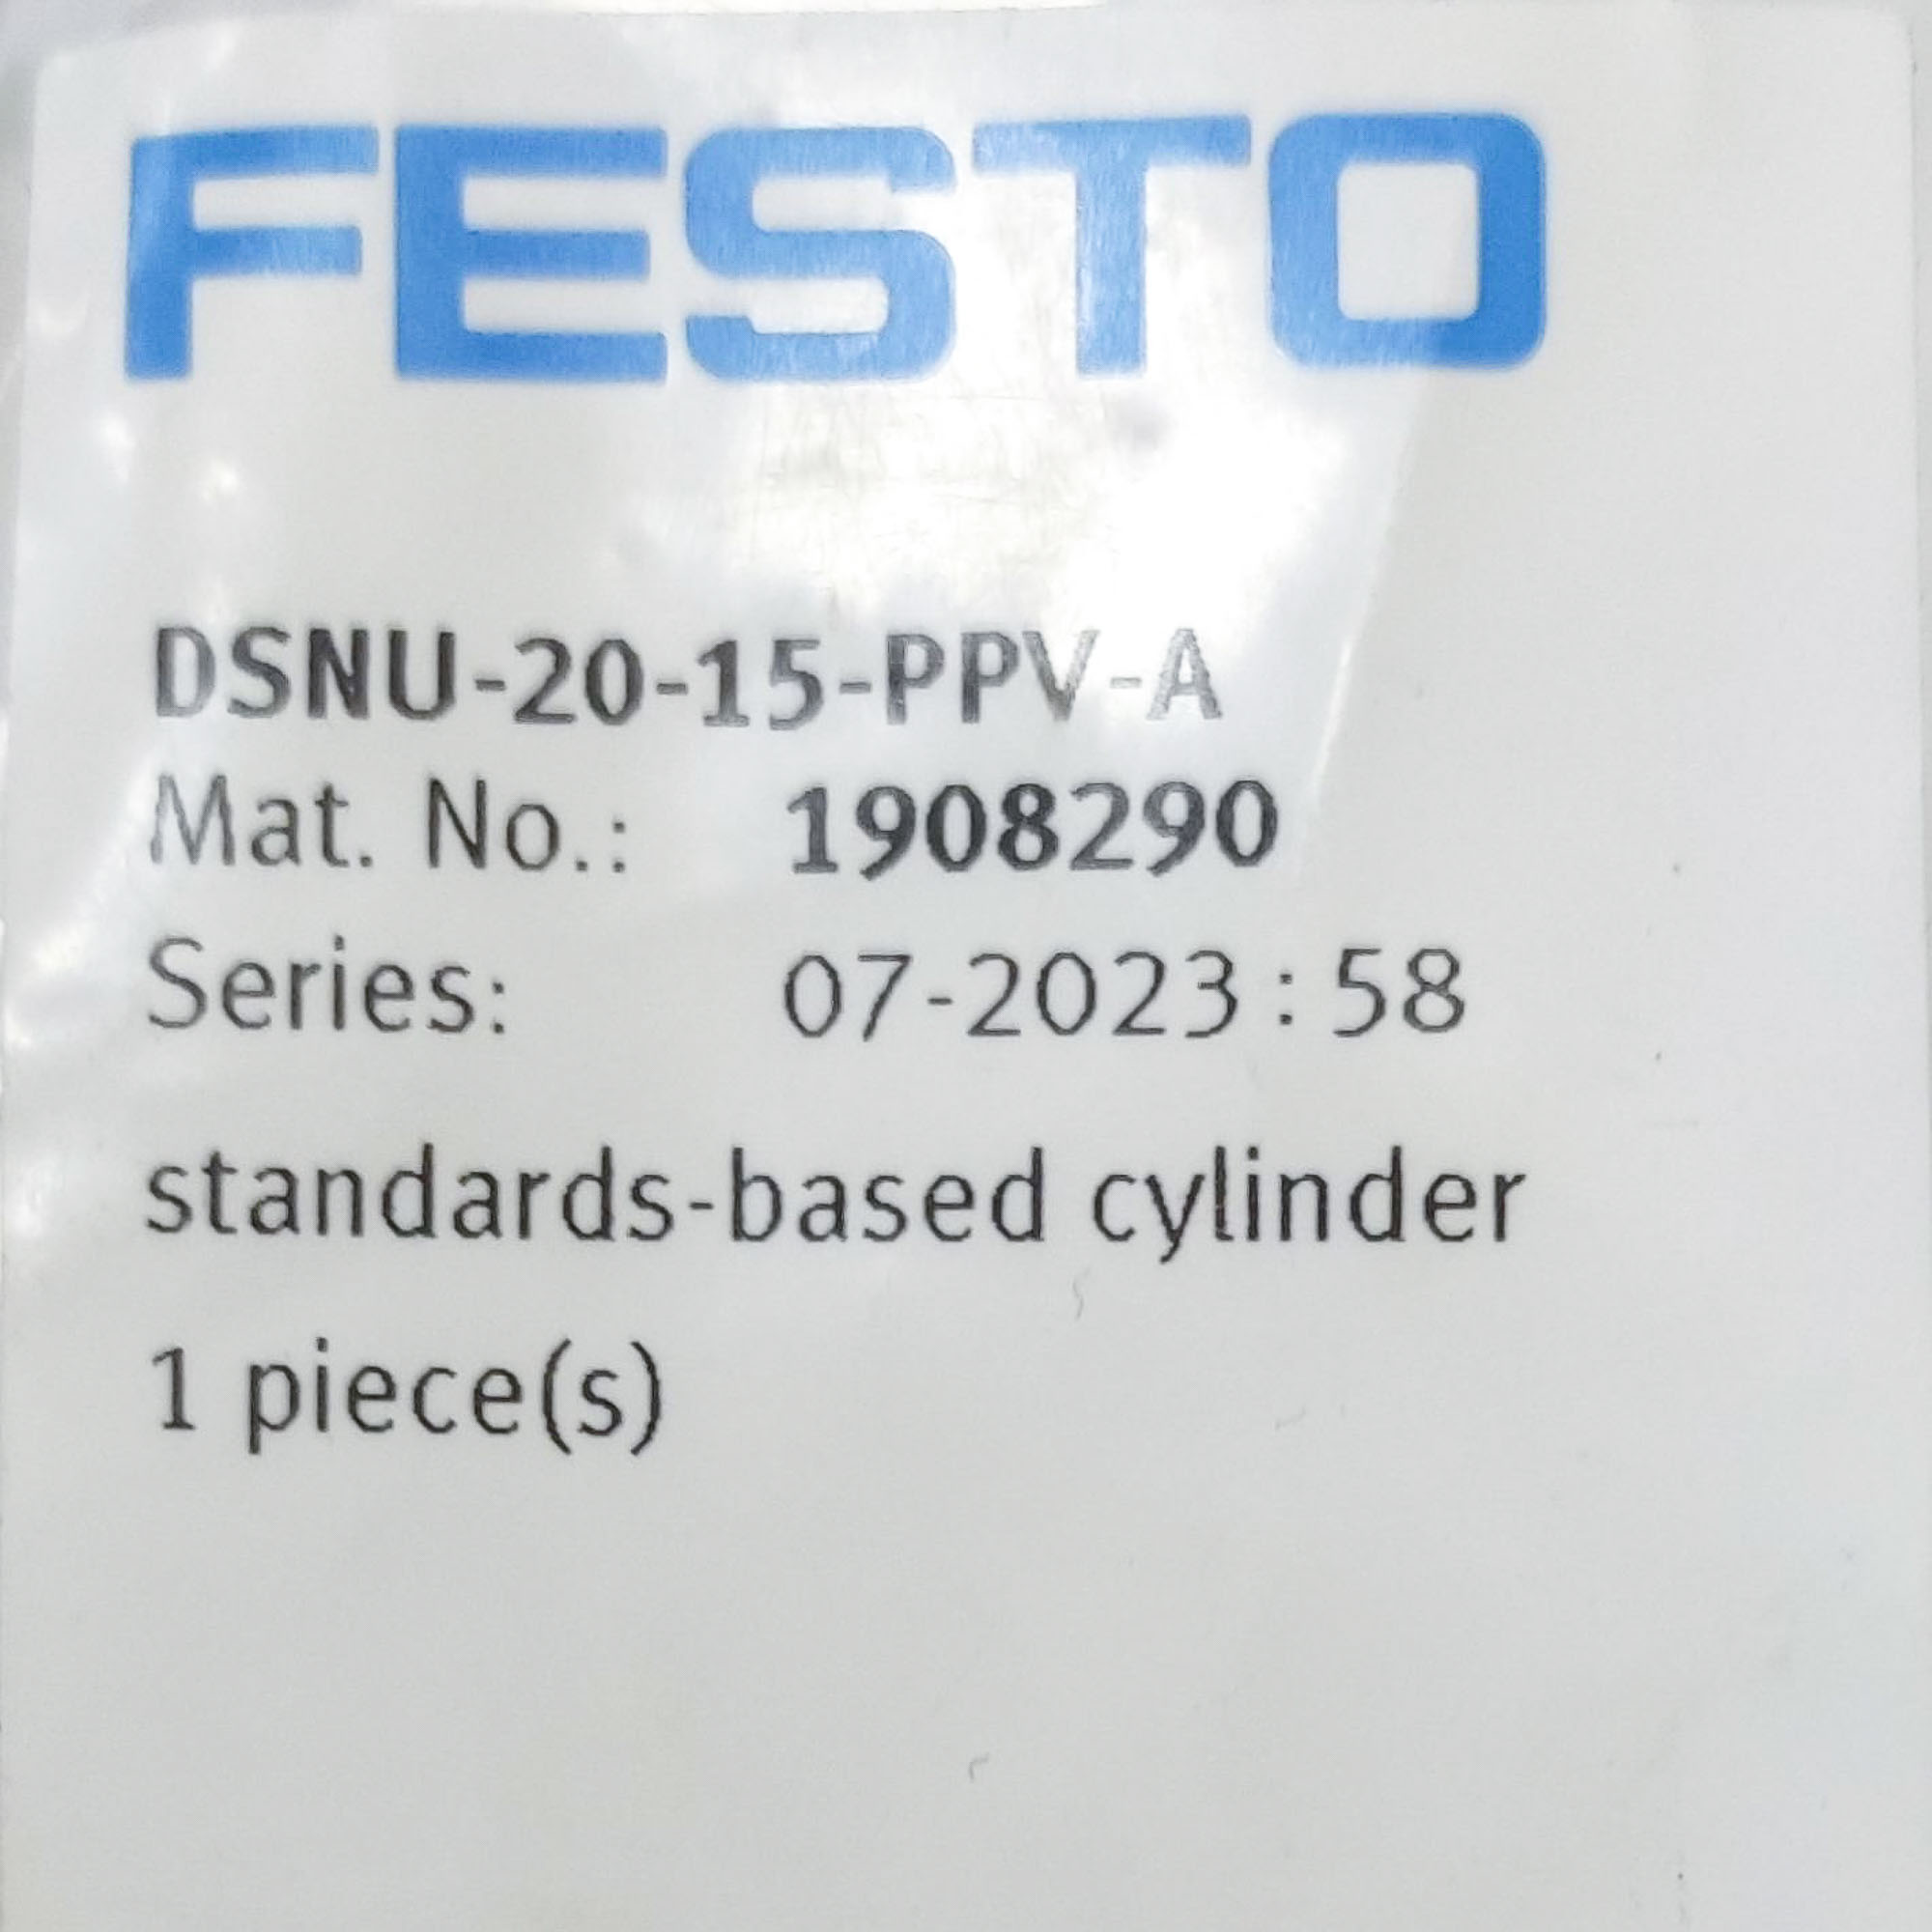 FESTO
DSNU-20-15-PPV-A
Mat. No.: 1908290
Series: 07-2023:58
standards-based cylinder
1 piece(s)